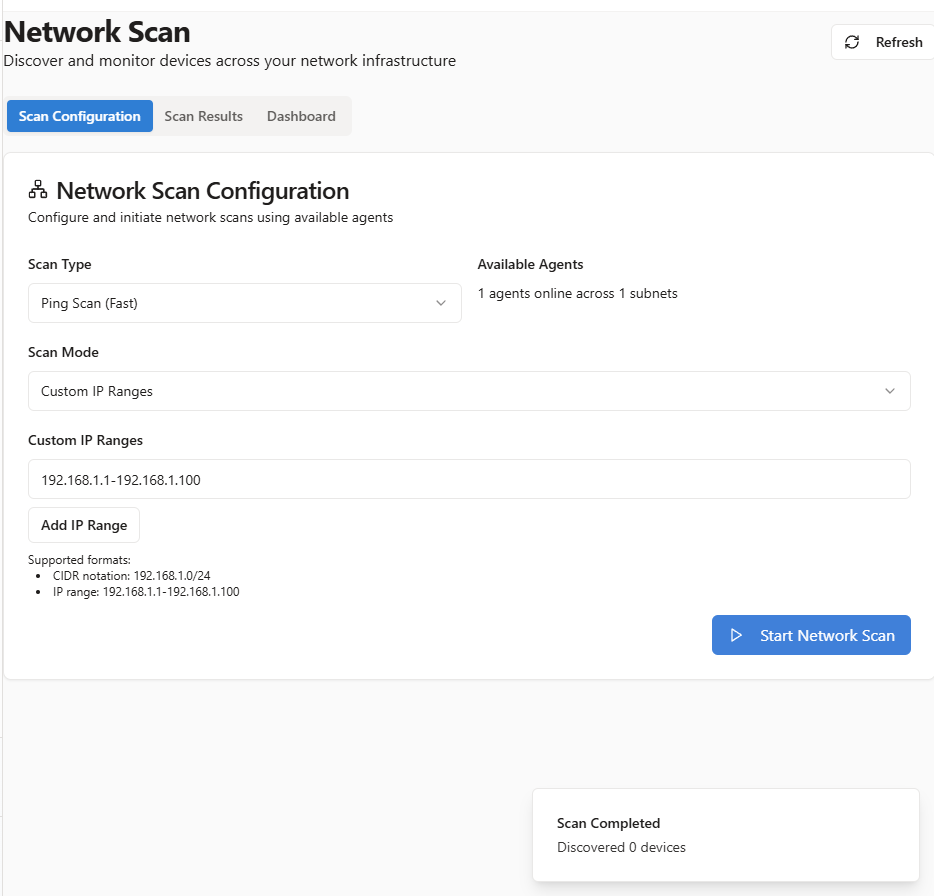 Network Scan
Discover and monitor devices across your network infrastructure
Refresh
Scan Configuration
Scan Results
Dashboard
Network Scan Configuration
Configure and initiate network scans using available agents
Scan Type
Available Agents
Ping Scan (Fast)
1 agents online across 1 subnets
Scan Mode
Custom IP Ranges
Custom IP Ranges
192.168.1.1-192.168.1.100
Add IP Range
Supported formats:
• CIDR notation: 192.168.1.0/24
• IP range: 192.168.1.1-192.168.1.100
Start Network Scan
Scan Completed
Discovered 0 devices